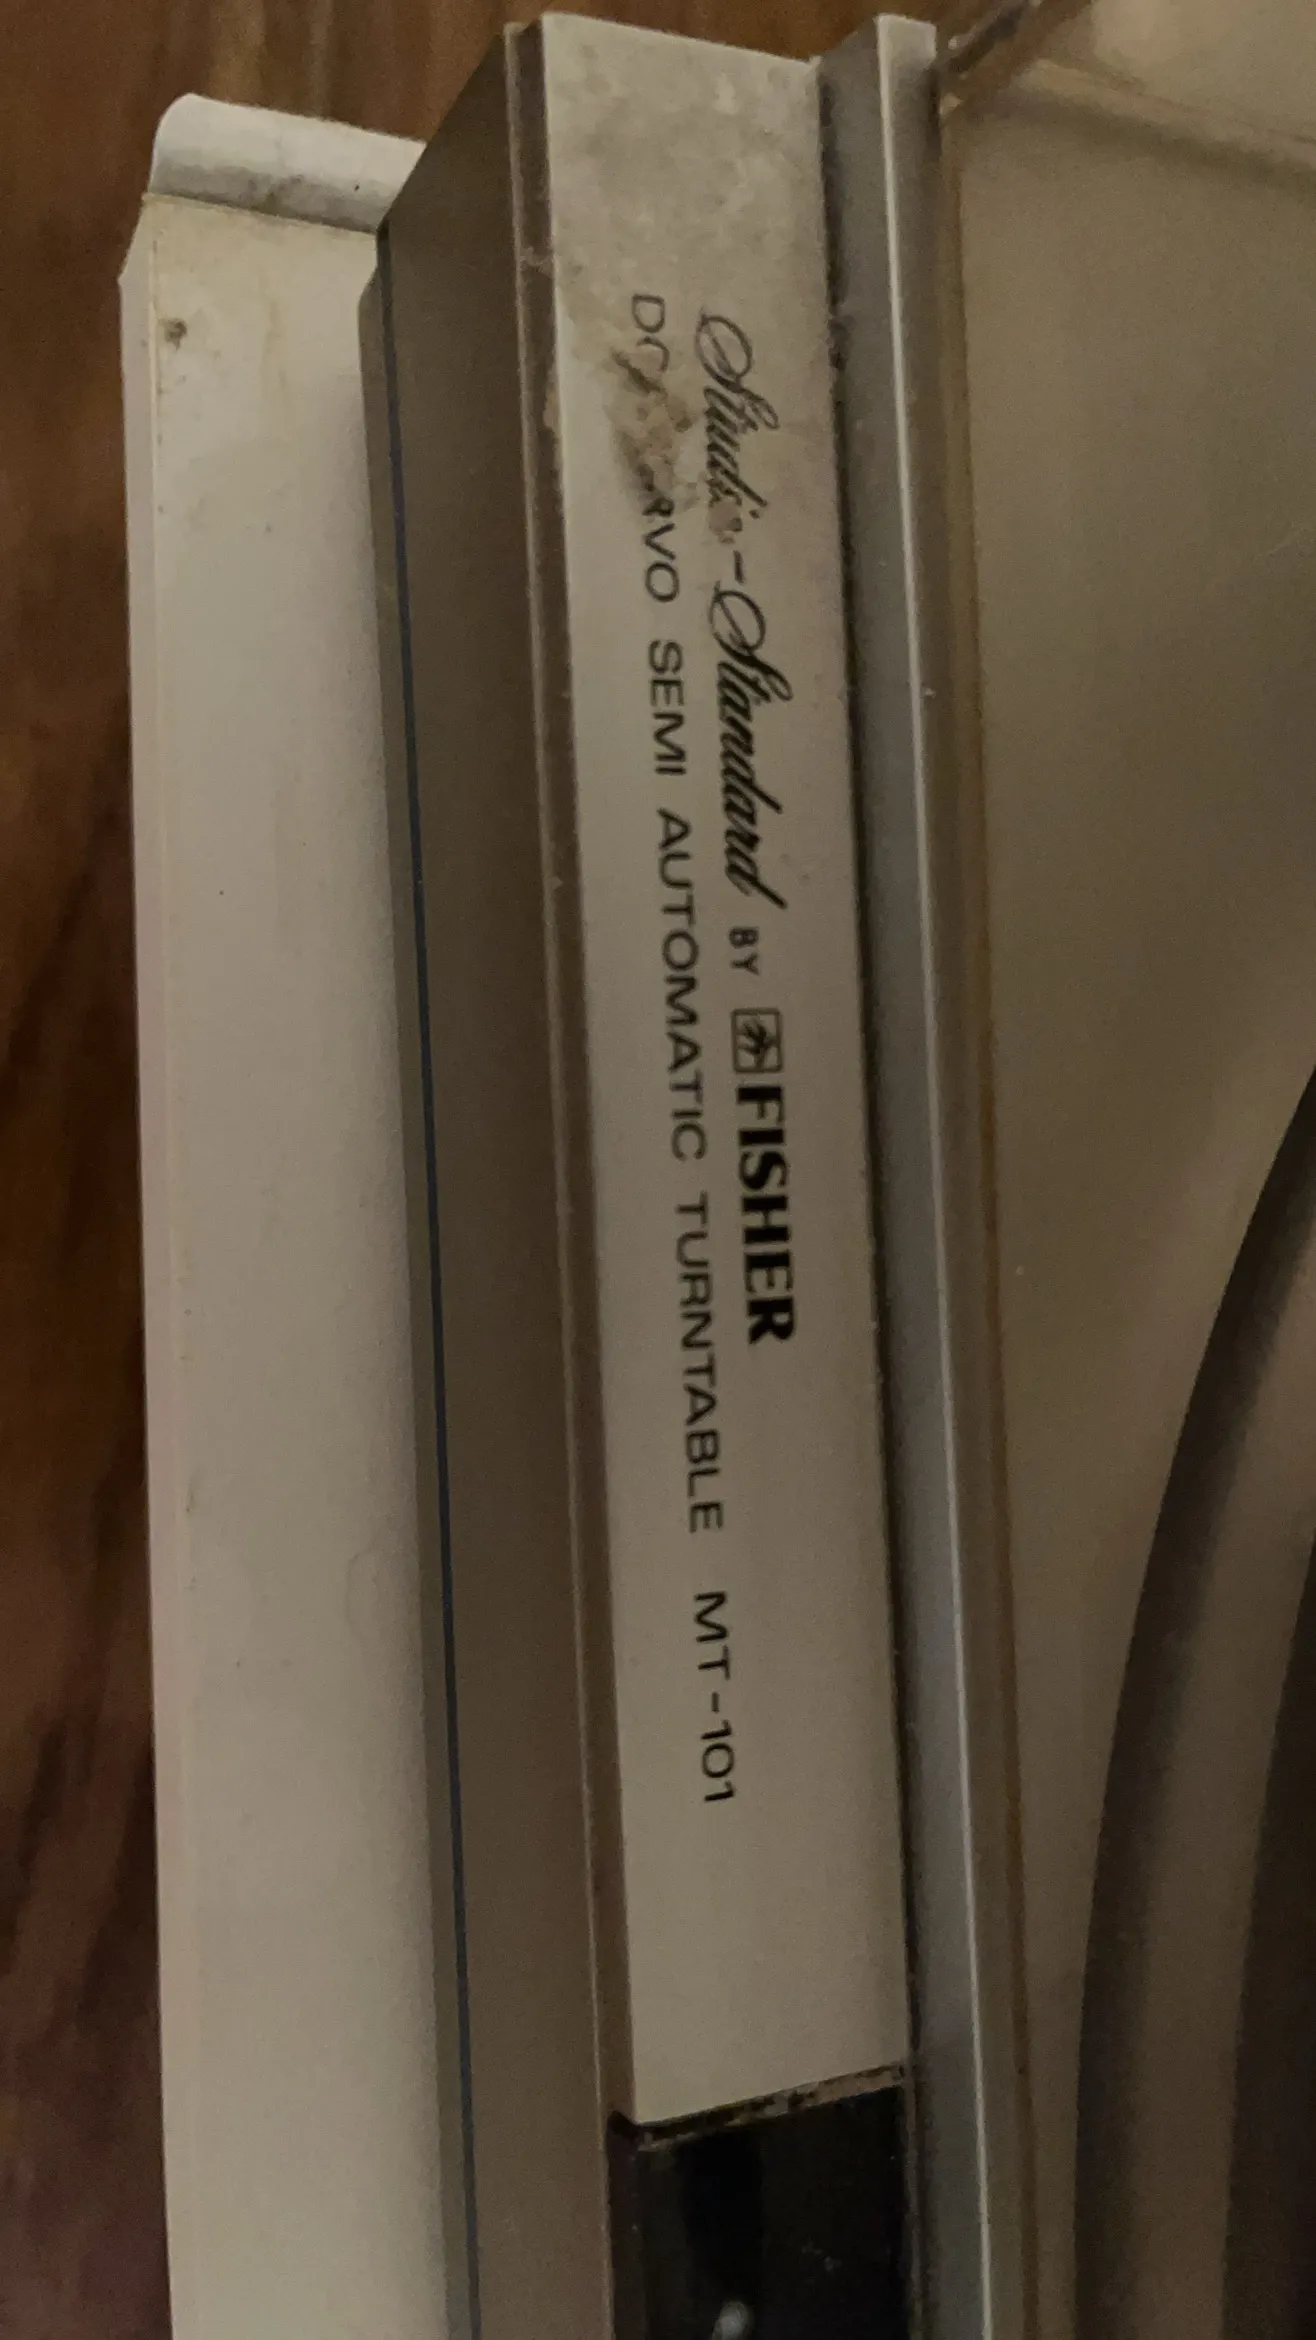 Studio-Standard BY FISHER
DC SEMI AUTOMATIC TURNTABLE MT-101